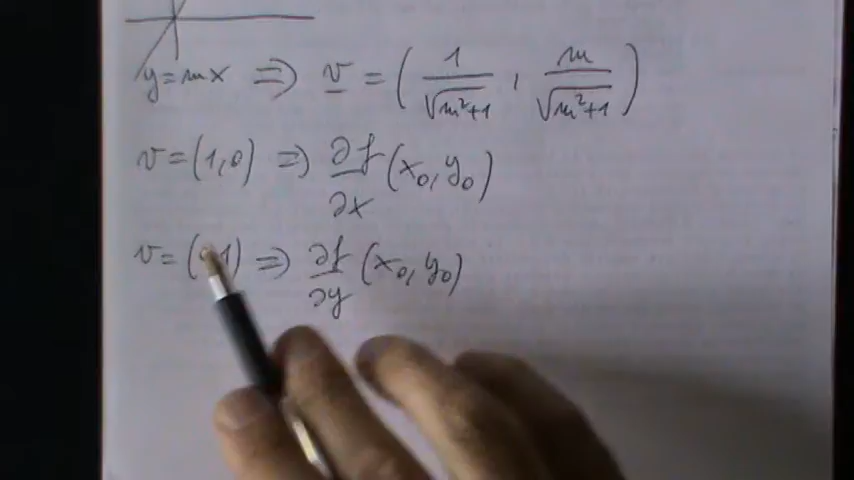 y=mx ⇒ v = ( 1/√m²+1 , m/√m²+1 )
v=(1,0) ⇒ ∂f/∂x (x₀,y₀)
v=(0,1) ⇒ ∂f/∂y (x₀,y₀)